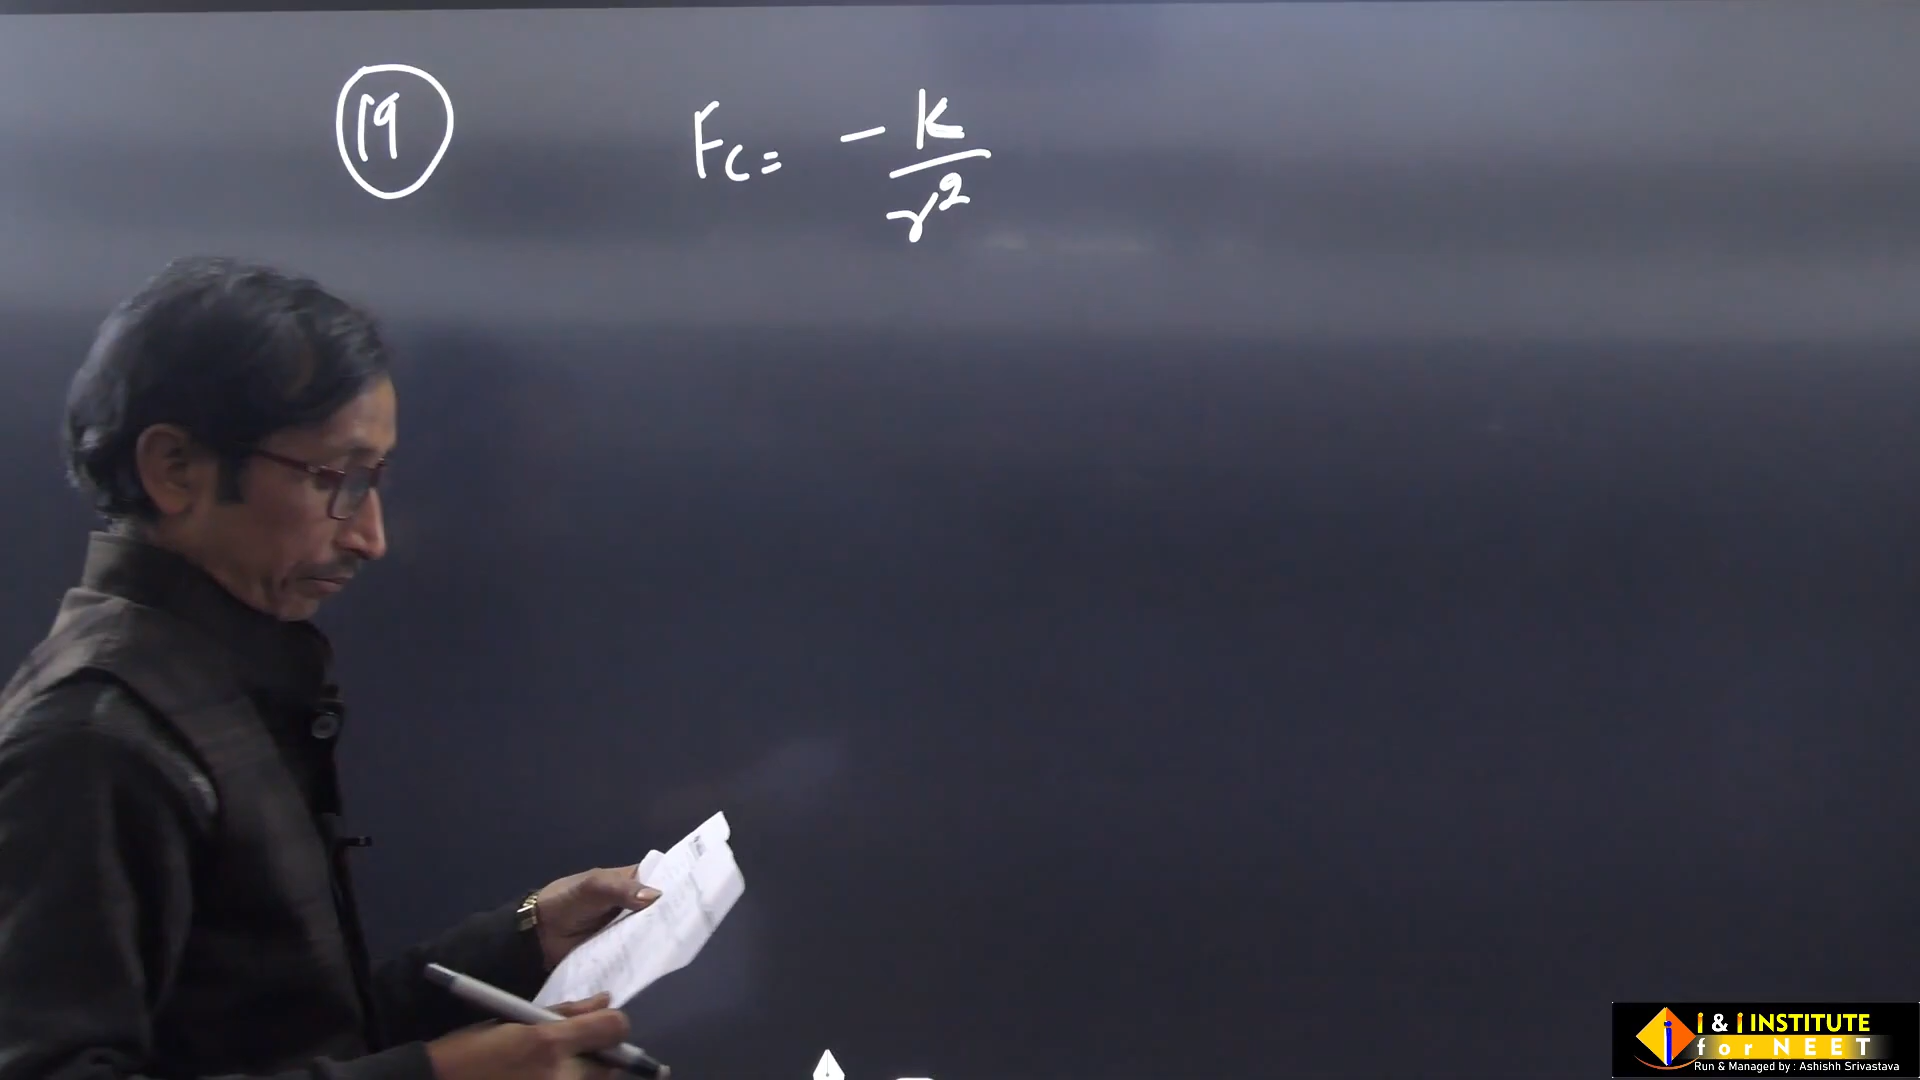 19
Fc = - K/r²
i & i INSTITUTE
for NEET
Run & Managed by : Ashishh Srivastava